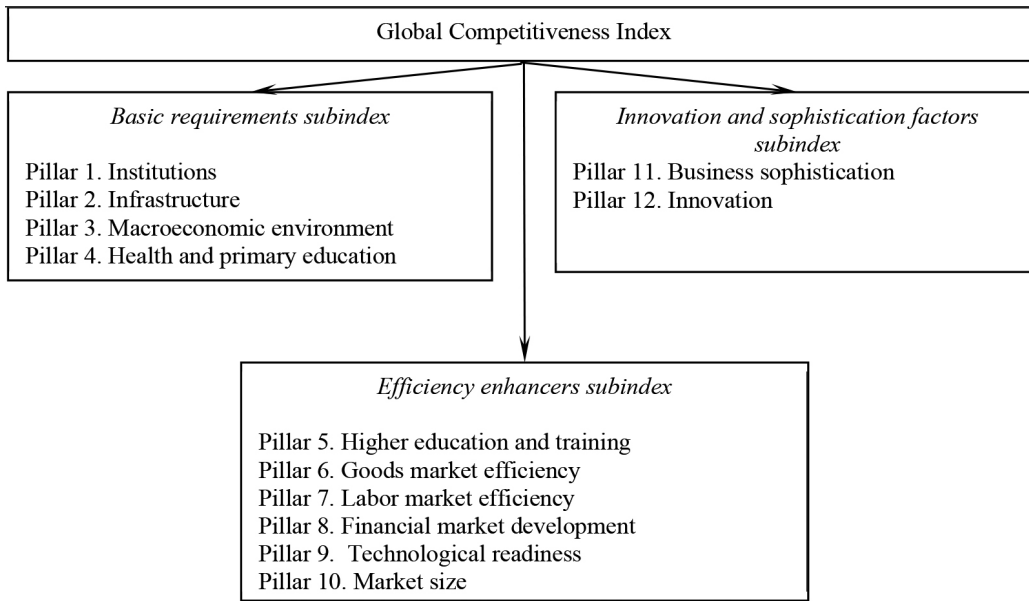 Global Competitiveness Index
Basic requirements subindex
Pillar 1. Institutions
Pillar 2. Infrastructure
Pillar 3. Macroeconomic environment
Pillar 4. Health and primary education
Innovation and sophistication factors
subindex
Pillar 11. Business sophistication
Pillar 12. Innovation
Efficiency enhancers subindex
Pillar 5. Higher education and training
Pillar 6. Goods market efficiency
Pillar 7. Labor market efficiency
Pillar 8. Financial market development
Pillar 9.  Technological readiness
Pillar 10. Market size